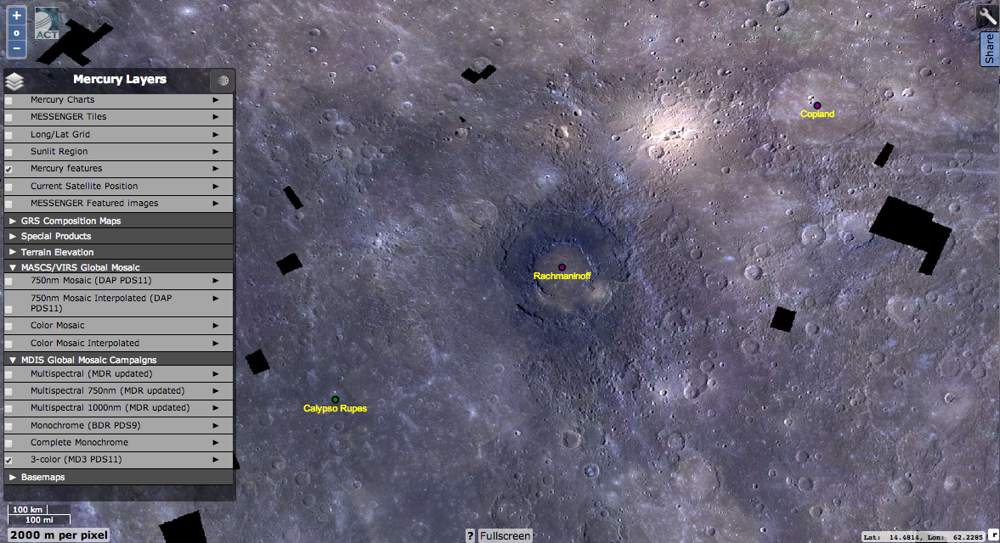 +
o
−
ACT
Share
Mercury Layers
Mercury Charts
MESSENGER Tiles
Long/Lat Grid
Sunlit Region
Mercury features
Current Satellite Position
MESSENGER Featured images
GRS Composition Maps
Special Products
Terrain Elevation
MASCS/VIRS Global Mosaic
750nm Mosaic (DAP PDS11)
750nm Mosaic Interpolated (DAP
PDS11)
Color Mosaic
Color Mosaic Interpolated
MDIS Global Mosaic Campaigns
Multispectral (MDR updated)
Multispectral 750nm (MDR updated)
Multispectral 1000nm (MDR updated)
Monochrome (BDR PDS9)
Complete Monochrome
3-color (MD3 PDS11)
Basemaps
Copland
Rachmaninoff
Calypso Rupes
100 km
100 mi
2000 m per pixel
? Fullscreen
Lat: 14.4814, Lon: 62.2285
r